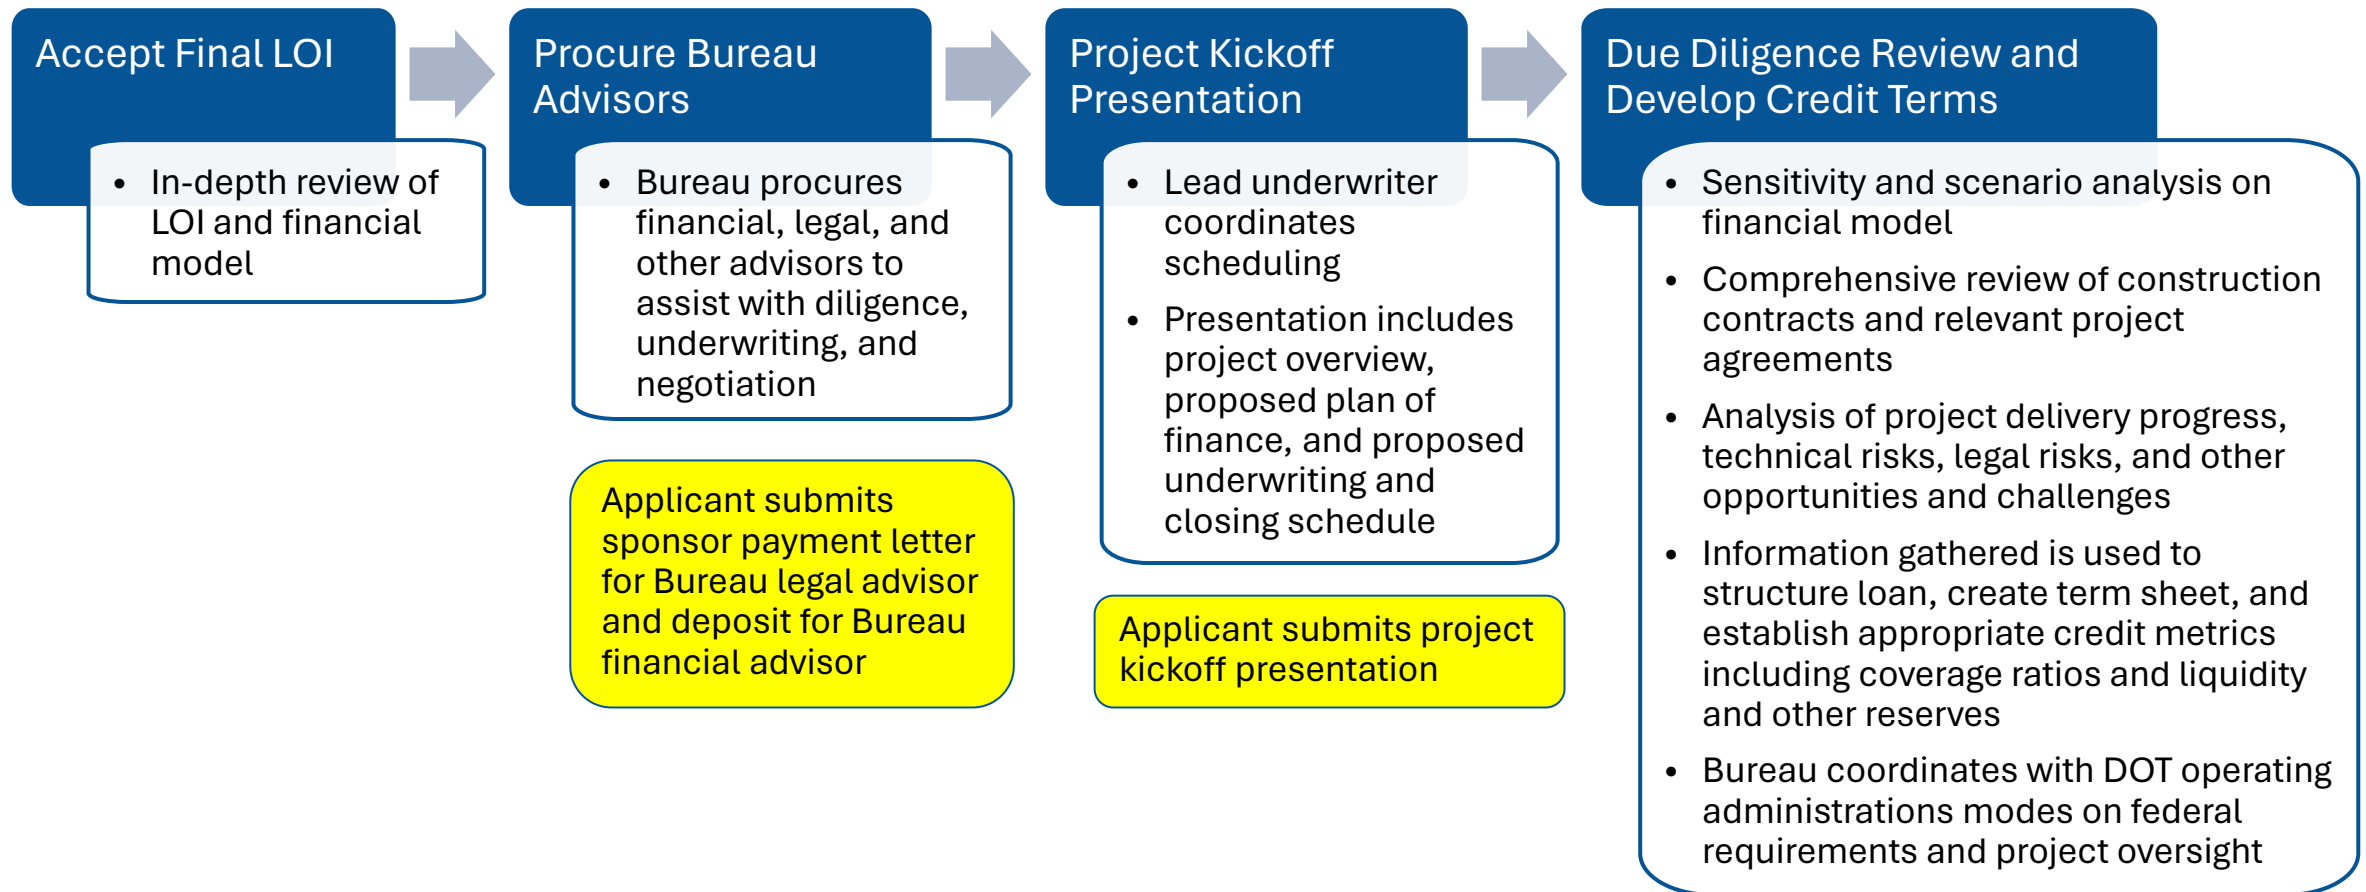 Accept Final LOI
• In-depth review of
LOI and financial
model
Procure Bureau
Advisors
• Bureau procures
financial, legal, and
other advisors to
assist with diligence,
underwriting, and
negotiation
Applicant submits
sponsor payment letter
for Bureau legal advisor
and deposit for Bureau
financial advisor
Project Kickoff
Presentation
• Lead underwriter
coordinates
scheduling
• Presentation includes
project overview,
proposed plan of
finance, and proposed
underwriting and
closing schedule
Applicant submits project
kickoff presentation
Due Diligence Review and
Develop Credit Terms
• Sensitivity and scenario analysis on
financial model
• Comprehensive review of construction
contracts and relevant project
agreements
• Analysis of project delivery progress,
technical risks, legal risks, and other
opportunities and challenges
• Information gathered is used to
structure loan, create term sheet, and
establish appropriate credit metrics
including coverage ratios and liquidity
and other reserves
• Bureau coordinates with DOT operating
administrations modes on federal
requirements and project oversight